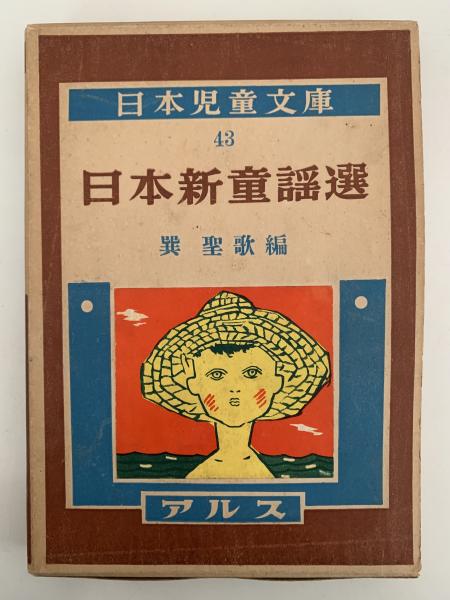 日本児童文庫
43
日本新童謡選
巽 聖歌編
アルス